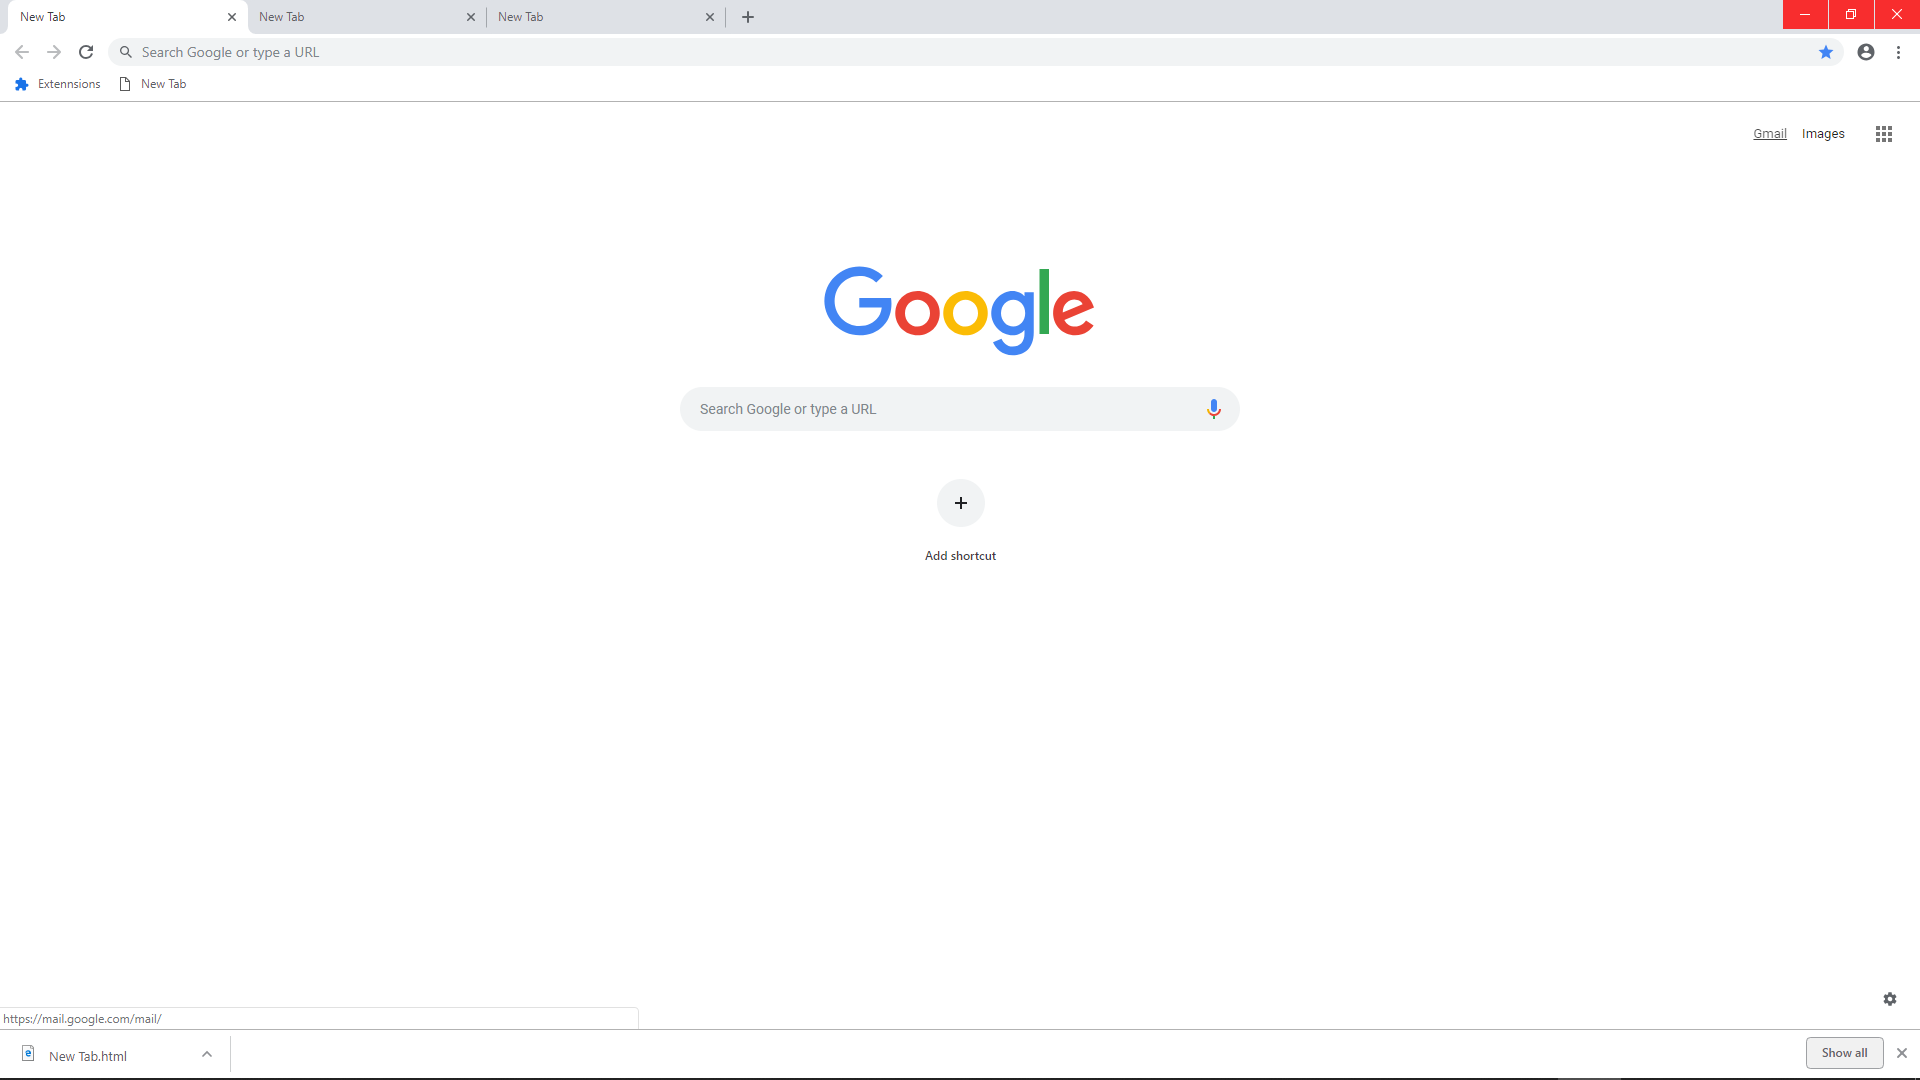 New Tab New Tab New Tab
Search Google or type a URL
Extennsions New Tab
Gmail Images
Google
Search Google or type a URL
Add shortcut
https://mail.google.com/mail/
New Tab.html Show all